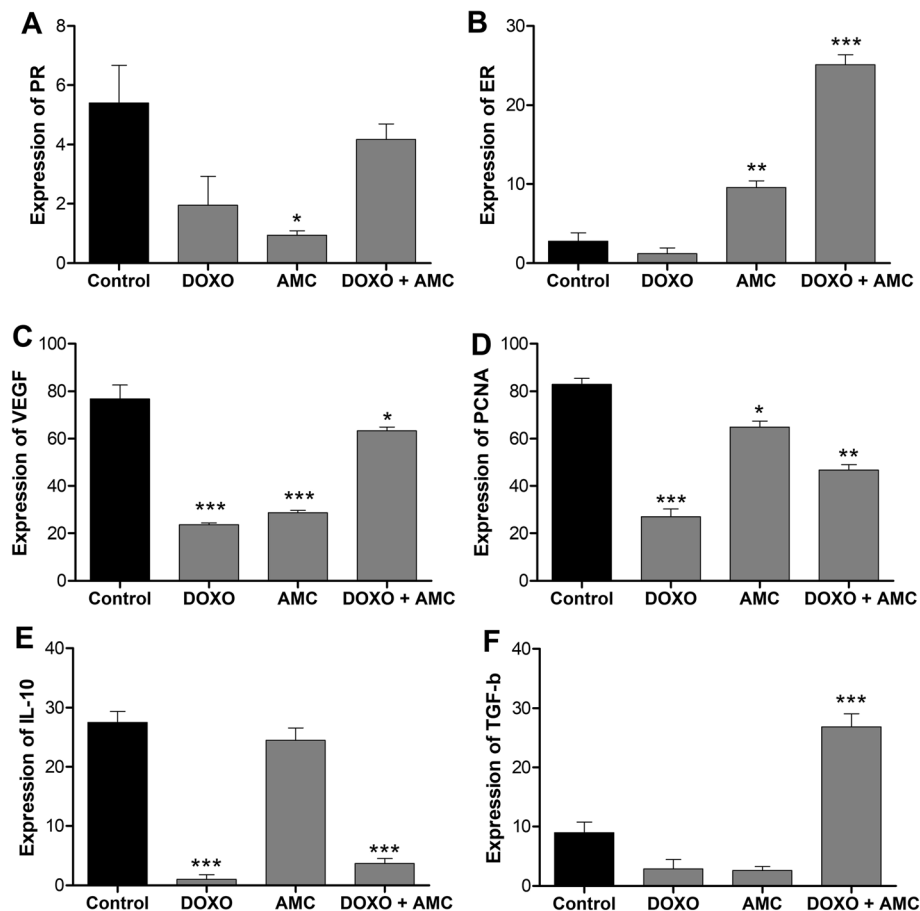 A
Expression of PR
8
6
4
2
0
*
Control DOXO AMC DOXO + AMC
B
Expression of ER
30
20
10
0
**
***
Control DOXO AMC DOXO + AMC
C
Expression of VEGF
100
80
60
40
20
0
***
***
*
Control DOXO AMC DOXO + AMC
D
Expression of PCNA
100
80
60
40
20
0
***
*
**
Control DOXO AMC DOXO + AMC
E
Expression of IL-10
40
30
20
10
0
***
***
Control DOXO AMC DOXO + AMC
F
Expression of TGF-b
40
30
20
10
0
***
Control DOXO AMC DOXO + AMC